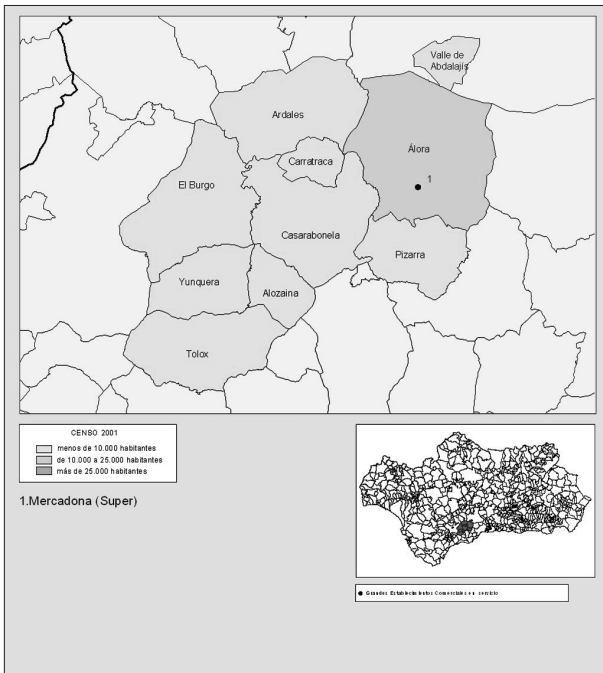 Valle de
Abdalajís
Ardales
Álora
Carratraca
1
El Burgo
Casarabonela
Pizarra
Yunquera
Alozaina
Tolox
CENSO 2001
menos de 10.000 habitantes
de 10.000 a 25.000 habitantes
más de 25.000 habitantes
1.Mercadona (Super)
Grandes Establecimientos Comerciales en servicio